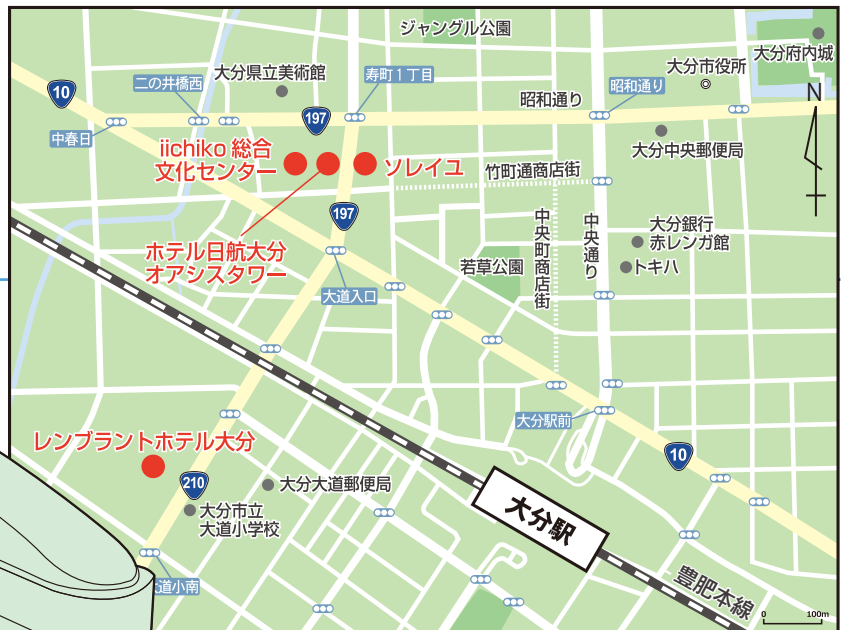 ジャングル公園
大分府内城
大分市役所
大分県立美術館
寿町1丁目
二の井橋西
昭和通り
昭和通り
10
197
N
中春日
大分中央郵便局
iichiko 総合
文化センター
ソレイユ
竹町通商店街
197
中央町商店街
中央通り
大分銀行
赤レンガ館
トキハ
ホテル日航大分
オアシスタワー
若草公園
大道入口
大分駅前
レンブラントホテル大分
10
210
大分大道郵便局
大分市立
大道小学校
大分駅
道小南
豊肥本線
0 100m